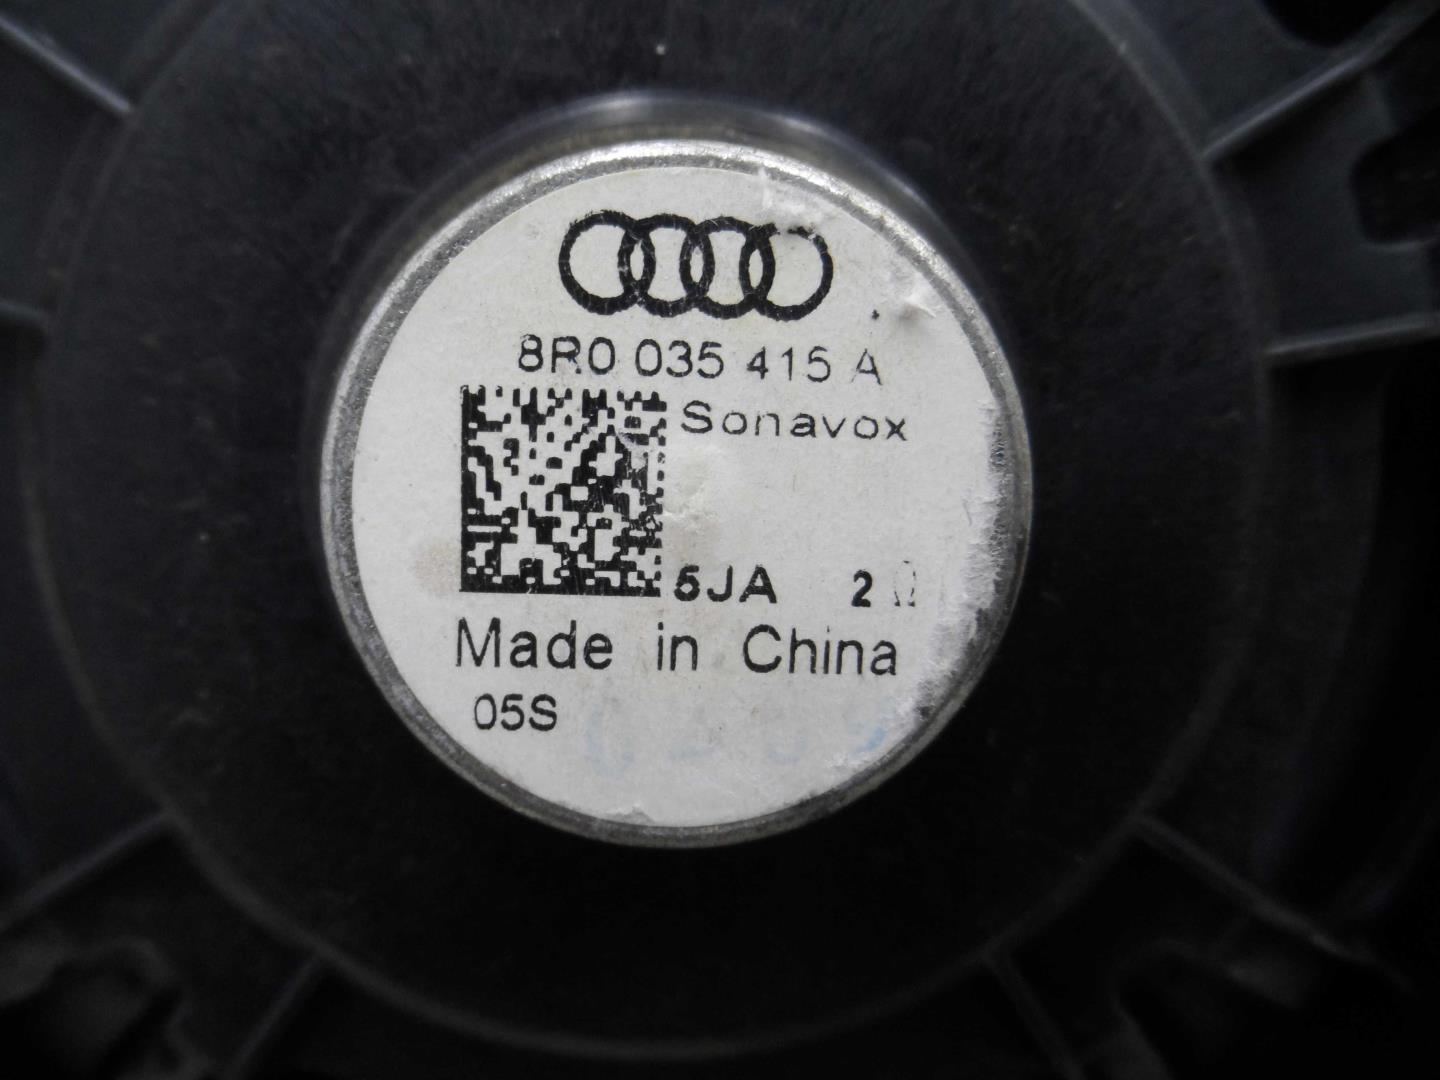 8R0 035 415 A
Sonavox
5JA 2 Ω
Made in China
05S